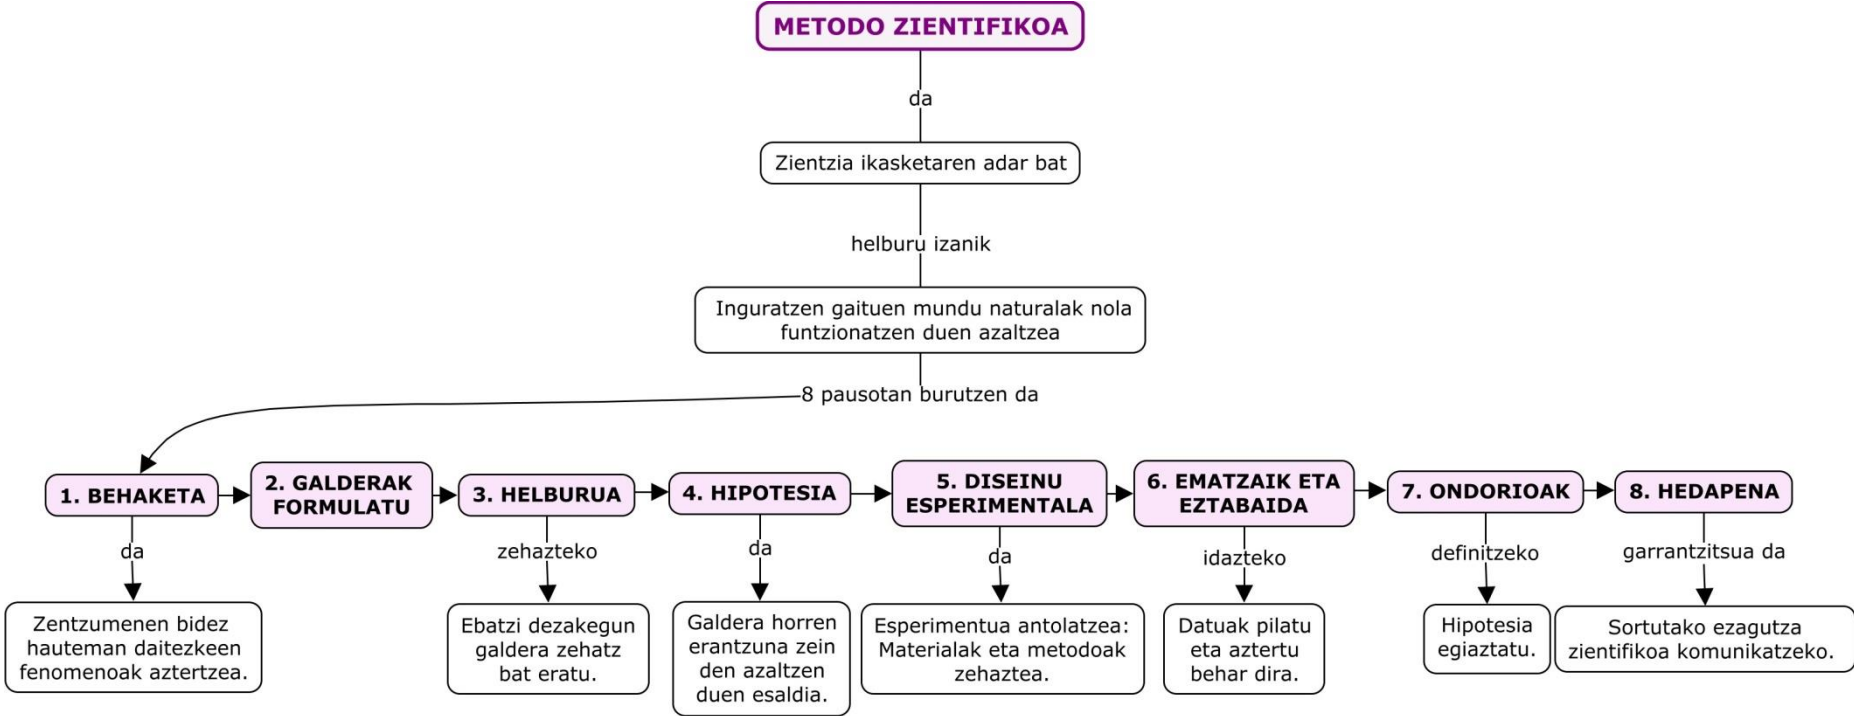 METODO ZIENTIFIKOA
da
Zientzia ikasketaren adar bat
helburu izanik
Inguratzen gaituen mundu naturalak nola
funtzionatzen duen azaltzea
8 pausotan burutzen da
1. BEHAKETA
2. GALDERAK
FORMULATU
3. HELBURUA
4. HIPOTESIA
5. DISEINU
ESPERIMENTALA
6. EMATZAIK ETA
EZTABAIDA
7. ONDORIOAK
8. HEDAPENA
da
zehazteko
da
da
idazteko
definitzeko
garrantzitsua da
Zentzumenen bidez
hauteman daitezkeen
fenomenoak aztertzea.
Ebatzi dezakegun
galdera zehatz
bat eratu.
Galdera horren
erantzuna zein
den azaltzen
duen esaldia.
Esperimentua antolatzea:
Materialak eta metodoak
zehaztea.
Datuak pilatu
eta aztertu
behar dira.
Hipotesia
egiaztatu.
Sortutako ezagutza
zientifikoa komunikatzeko.